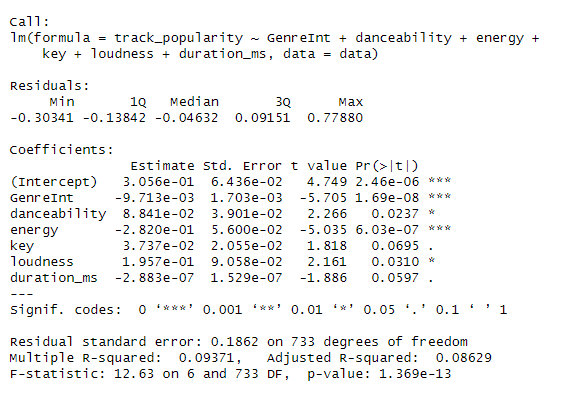 Call:
lm(formula = track_popularity ~ GenreInt + danceability + energy +
    key + loudness + duration_ms, data = data)
Residuals:
     Min       1Q   Median       3Q      Max
-0.30341 -0.13842 -0.04632  0.09151  0.77880
Coefficients:
               Estimate Std. Error t value Pr(>|t|)
(Intercept)   3.056e-01  6.436e-02   4.749 2.46e-06 ***
GenreInt     -9.713e-03  1.703e-03  -5.705 1.69e-08 ***
danceability  8.841e-02  3.901e-02   2.266   0.0237 *
energy       -2.820e-01  5.600e-02  -5.035 6.03e-07 ***
key           3.737e-02  2.055e-02   1.818   0.0695 .
loudness      1.957e-01  9.058e-02   2.161   0.0310 *
duration_ms  -2.883e-07  1.529e-07  -1.886   0.0597 .
---
Signif. codes:  0 ‘***’ 0.001 ‘**’ 0.01 ‘*’ 0.05 ‘.’ 0.1 ‘ ’ 1
Residual standard error: 0.1862 on 733 degrees of freedom
Multiple R-squared:  0.09371,   Adjusted R-squared:  0.08629
F-statistic: 12.63 on 6 and 733 DF,  p-value: 1.369e-13